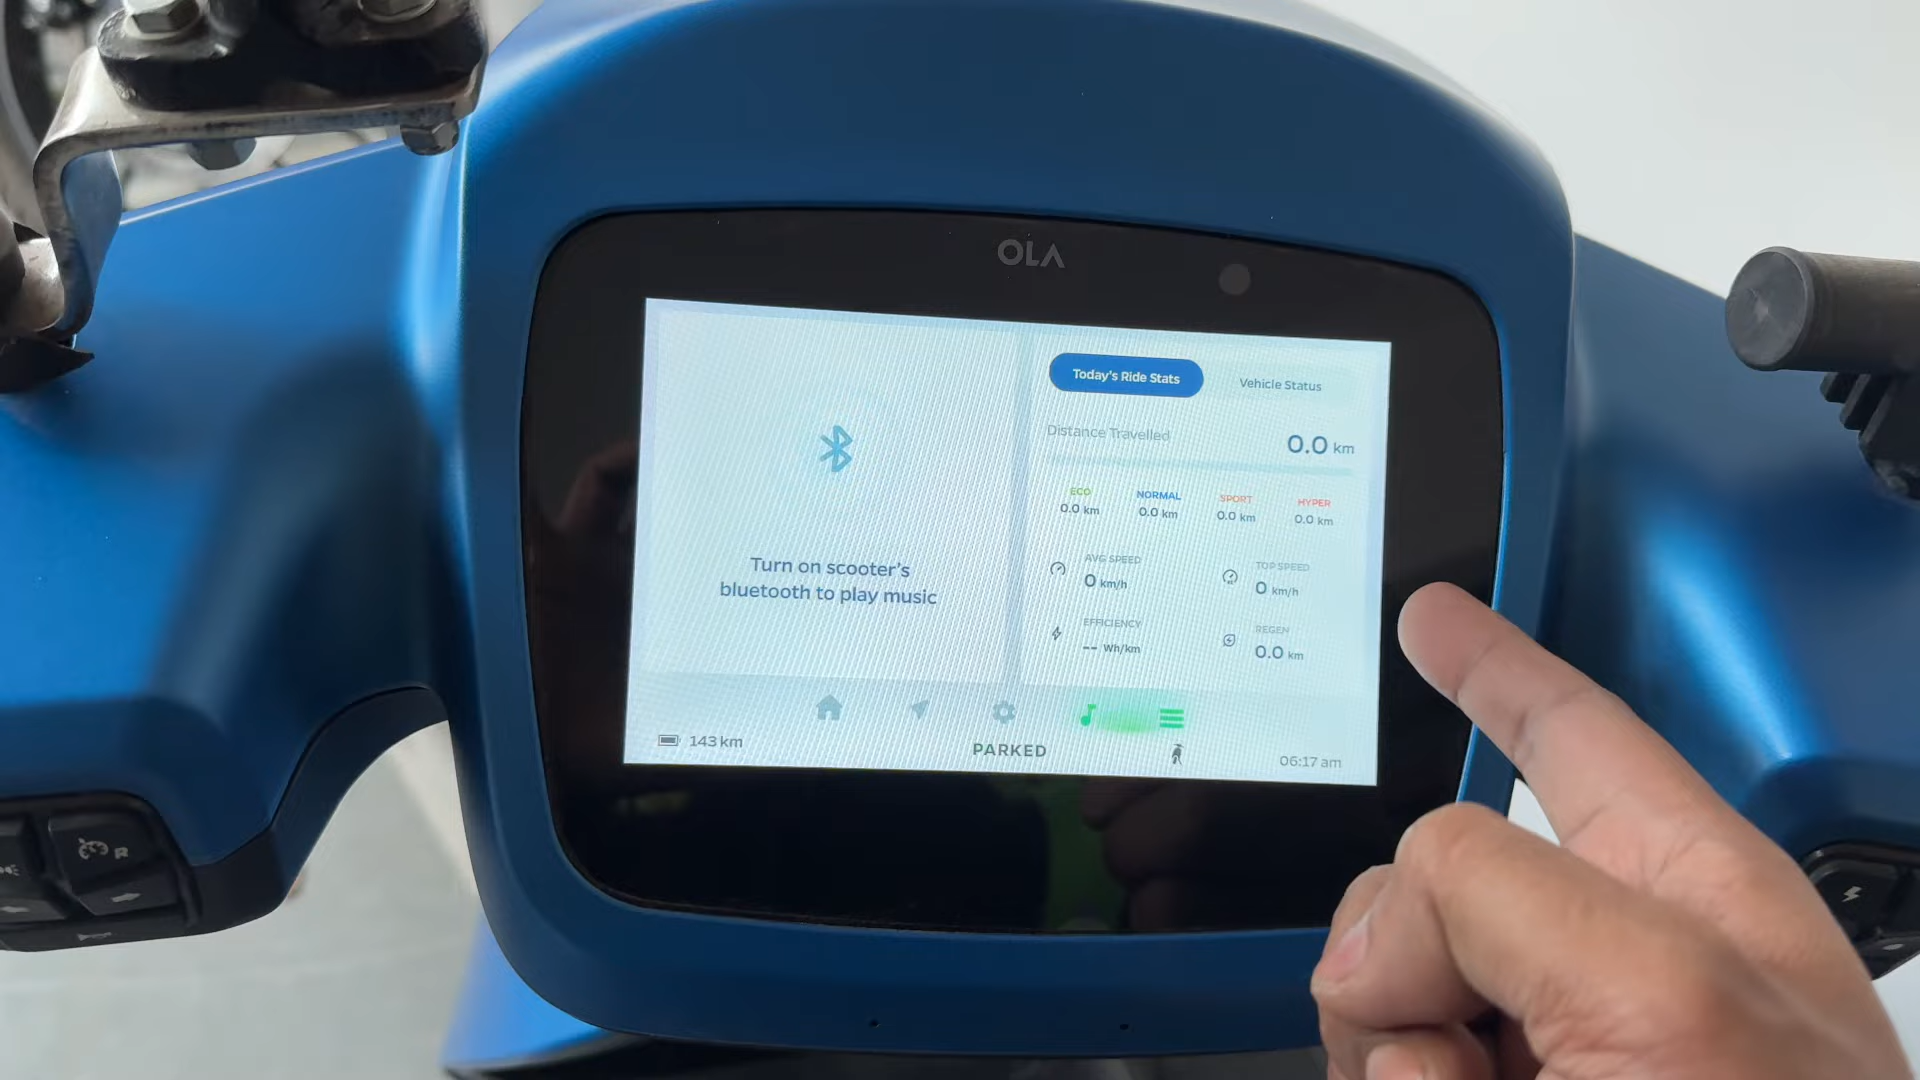 OLA
Today's Ride Stats
Vehicle Status
Distance Travelled
0.0 km
ECO
NORMAL
SPORT
HYPER
0.0 km
0.0 km
0.0 km
0.0 km
AVG SPEED
0 km/h
TOP SPEED
0 km/h
EFFICIENCY
-- Wh/km
REGEN
0.0 km
Turn on scooter's
bluetooth to play music
143 km
PARKED
06:17 am
R